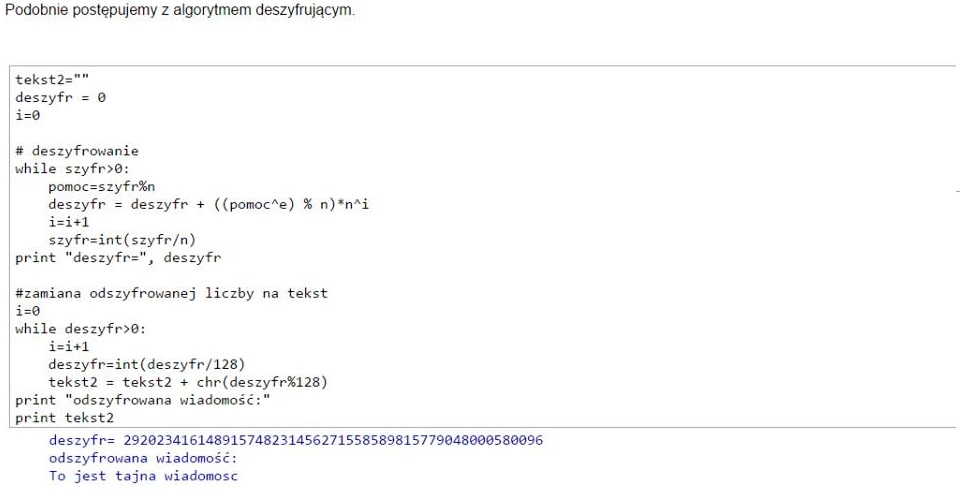 Podobnie postępujemy z algorytmem deszyfrującym.
tekst2=""
deszyfr = 0
i=0
# deszyfrowanie
while szyfr>0:
    pomoc=szyfr%n
    deszyfr = deszyfr + ((pomoc^e) % n)*n^i
    i=i+1
    szyfr=int(szyfr/n)
print "deszyfr=", deszyfr
#zamiana odszyfrowanej liczby na tekst
i=0
while deszyfr>0:
    i=i+1
    deszyfr=int(deszyfr/128)
    tekst2 = tekst2 + chr(deszyfr%128)
print "odszyfrowana wiadomość:"
print tekst2
deszyfr= 292023416148915748231456271558589815779048000580096
odszyfrowana wiadomość:
To jest tajna wiadomosc